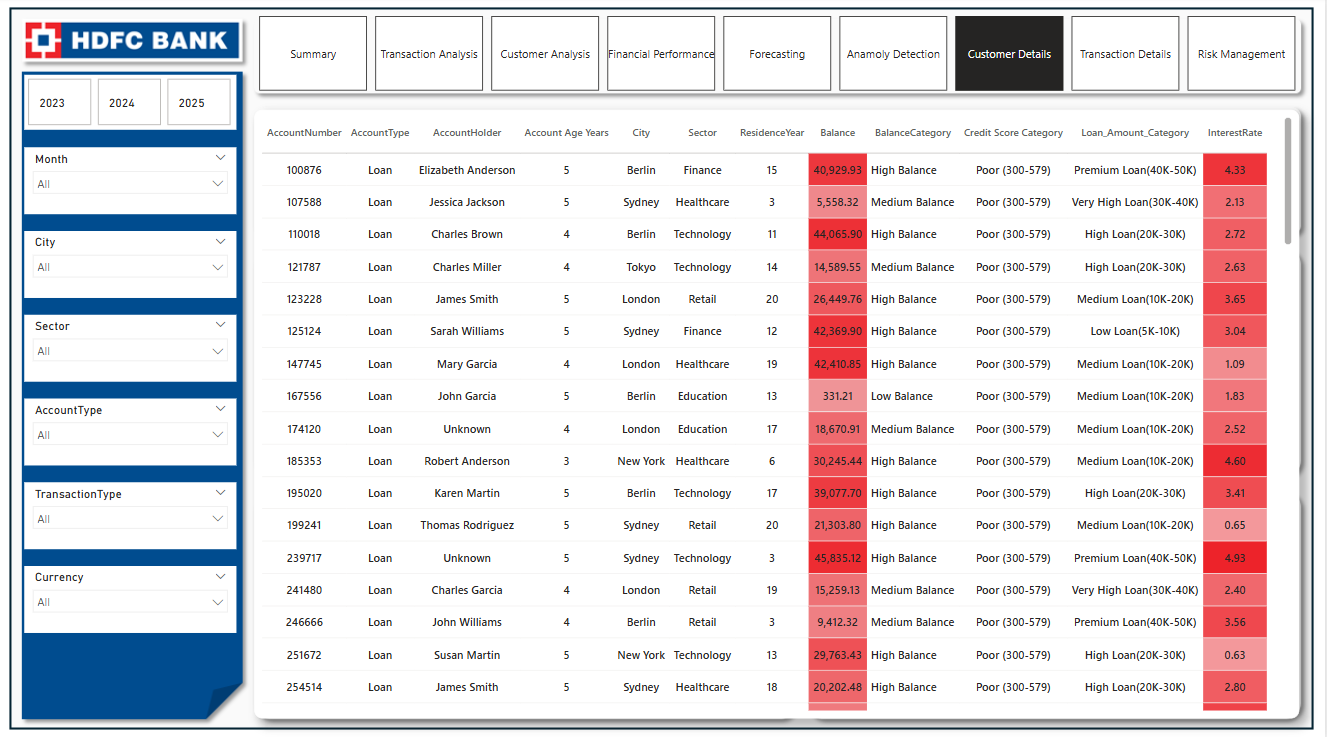 HDFC BANK
Summary
Transaction Analysis
Customer Analysis
Financial Performance
Forecasting
Anamoly Detection
Customer Details
Transaction Details
Risk Management
2023 2024 2025
Month
All
City
All
Sector
All
AccountType
All
TransactionType
All
Currency
All
AccountNumber AccountType AccountHolder Account Age Years City Sector ResidenceYear Balance BalanceCategory Credit Score Category Loan_Amount_Category InterestRate
100876 Loan Elizabeth Anderson 5 Berlin Finance 15 40,929.93 High Balance Poor (300-579) Premium Loan(40K-50K) 4.33
107588 Loan Jessica Jackson 5 Sydney Healthcare 3 5,558.32 Medium Balance Poor (300-579) Very High Loan(30K-40K) 2.13
110018 Loan Charles Brown 4 Berlin Technology 11 44,065.90 High Balance Poor (300-579) High Loan(20K-30K) 2.72
121787 Loan Charles Miller 4 Tokyo Technology 14 14,589.55 Medium Balance Poor (300-579) High Loan(20K-30K) 2.63
123228 Loan James Smith 5 London Retail 20 26,449.76 High Balance Poor (300-579) Medium Loan(10K-20K) 3.65
125124 Loan Sarah Williams 5 Sydney Finance 12 42,369.90 High Balance Poor (300-579) Low Loan(5K-10K) 3.04
147745 Loan Mary Garcia 4 London Healthcare 19 42,410.85 High Balance Poor (300-579) Medium Loan(10K-20K) 1.09
167556 Loan John Garcia 5 Berlin Education 13 331.21 Low Balance Poor (300-579) Medium Loan(10K-20K) 1.83
174120 Loan Unknown 4 London Education 17 18,670.91 Medium Balance Poor (300-579) Medium Loan(10K-20K) 2.52
185353 Loan Robert Anderson 3 New York Healthcare 6 30,245.44 High Balance Poor (300-579) Medium Loan(10K-20K) 4.60
195020 Loan Karen Martin 5 Berlin Technology 17 39,077.70 High Balance Poor (300-579) High Loan(20K-30K) 3.41
199241 Loan Thomas Rodriguez 5 Sydney Retail 20 21,303.80 High Balance Poor (300-579) Medium Loan(10K-20K) 0.65
239717 Loan Unknown 5 Sydney Technology 3 45,835.12 High Balance Poor (300-579) Premium Loan(40K-50K) 4.93
241480 Loan Charles Garcia 4 London Retail 19 15,259.13 Medium Balance Poor (300-579) Very High Loan(30K-40K) 2.40
246666 Loan John Williams 4 Berlin Retail 3 9,412.32 Medium Balance Poor (300-579) Premium Loan(40K-50K) 3.56
251672 Loan Susan Martin 5 New York Technology 13 29,763.43 High Balance Poor (300-579) High Loan(20K-30K) 0.63
254514 Loan James Smith 5 Sydney Healthcare 18 20,202.48 High Balance Poor (300-579) High Loan(20K-30K) 2.80